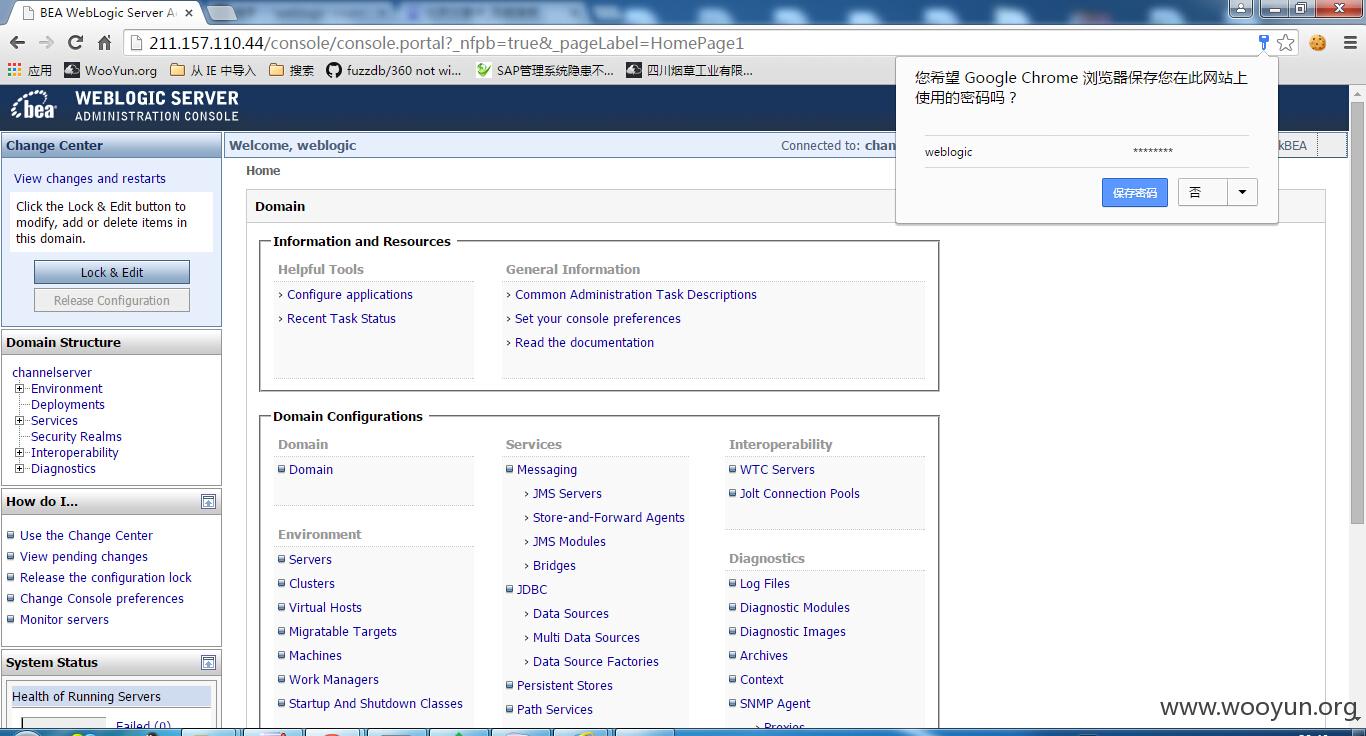 BEA WebLogic Server A
211.157.110.44/console/console.portal?_nfpb=true&_pageLabel=HomePage1
应用 WooYun.org 从 IE 中导入 搜索 fuzzdb/360 not wi... SAP管理系统隐患不... 四川烟草工业有限...
您希望 Google Chrome 浏览器保存您在此网站上
使用的密码吗？
weblogic ********
保存密码 否
bea WEBLOGIC SERVER
ADMINISTRATION CONSOLE
Change Center
View changes and restarts
Click the Lock & Edit button to
modify, add or delete items in
this domain.
Lock & Edit
Release Configuration
Domain Structure
channelserver
Environment
Deployments
Services
Security Realms
Interoperability
Diagnostics
How do I...
Use the Change Center
View pending changes
Release the configuration lock
Change Console preferences
Monitor servers
System Status
Health of Running Servers
Failed (0)
Welcome, weblogic
Connected to: chan
kBEA
Home
Domain
Information and Resources
Helpful Tools
Configure applications
Recent Task Status
General Information
Common Administration Task Descriptions
Set your console preferences
Read the documentation
Domain Configurations
Domain
Domain
Environment
Servers
Clusters
Virtual Hosts
Migratable Targets
Machines
Work Managers
Startup And Shutdown Classes
Services
Messaging
JMS Servers
Store-and-Forward Agents
JMS Modules
Bridges
JDBC
Data Sources
Multi Data Sources
Data Source Factories
Persistent Stores
Path Services
Interoperability
WTC Servers
Jolt Connection Pools
Diagnostics
Log Files
Diagnostic Modules
Diagnostic Images
Archives
Context
SNMP Agent
Proxies
www.wooyun.org